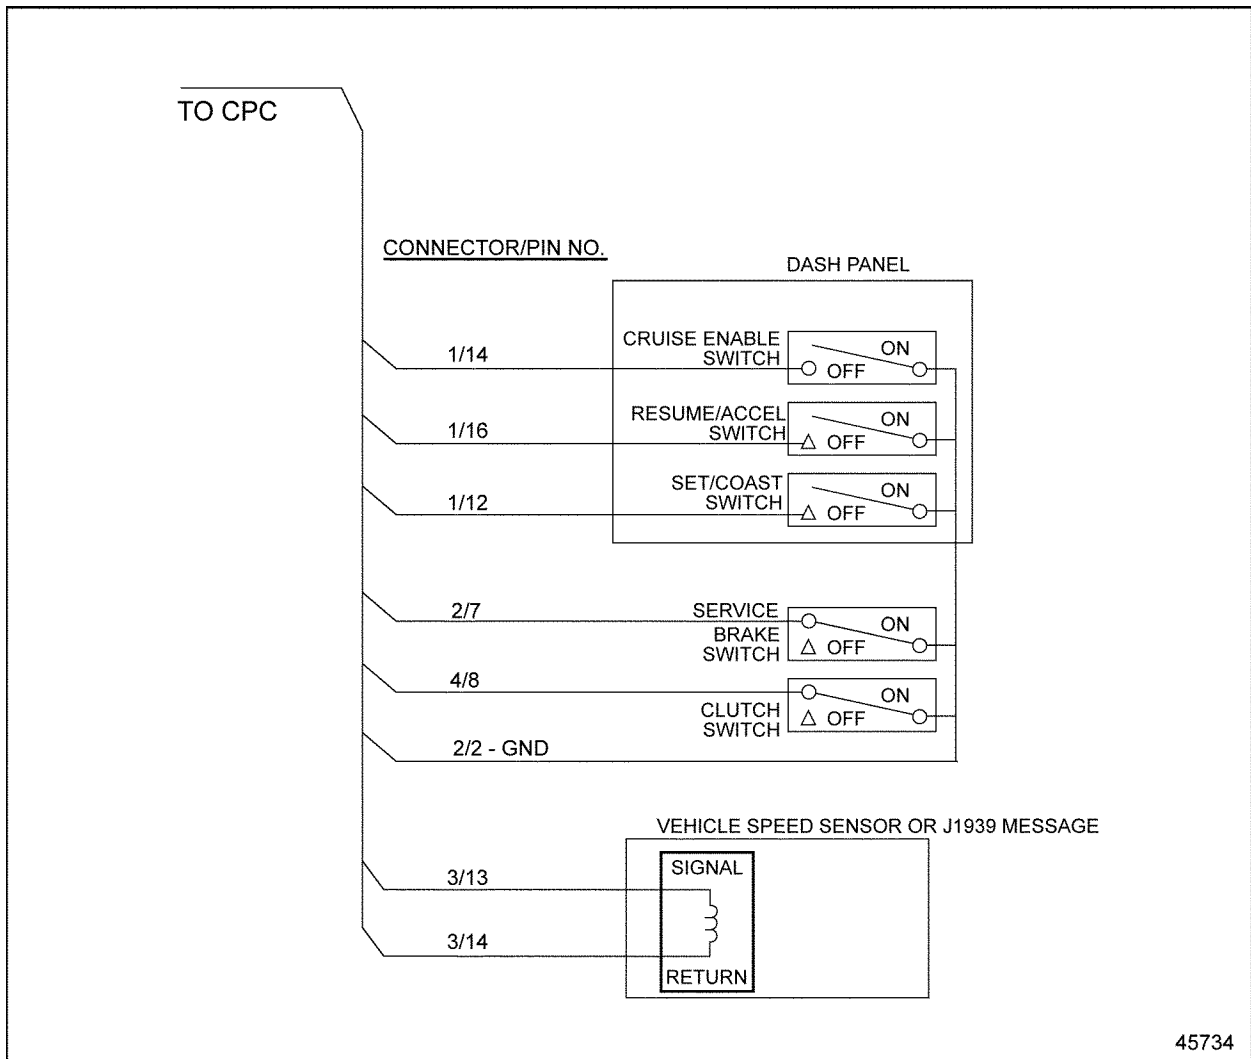 TO CPC
CONNECTOR/PIN NO.
DASH PANEL
1/14
CRUISE ENABLE
SWITCH
ON
OFF
1/16
RESUME/ACCEL
SWITCH
ON
OFF
1/12
SET/COAST
SWITCH
ON
OFF
2/7
SERVICE
BRAKE
SWITCH
ON
OFF
4/8
CLUTCH
SWITCH
ON
OFF
2/2 - GND
VEHICLE SPEED SENSOR OR J1939 MESSAGE
3/13
SIGNAL
3/14
RETURN
45734